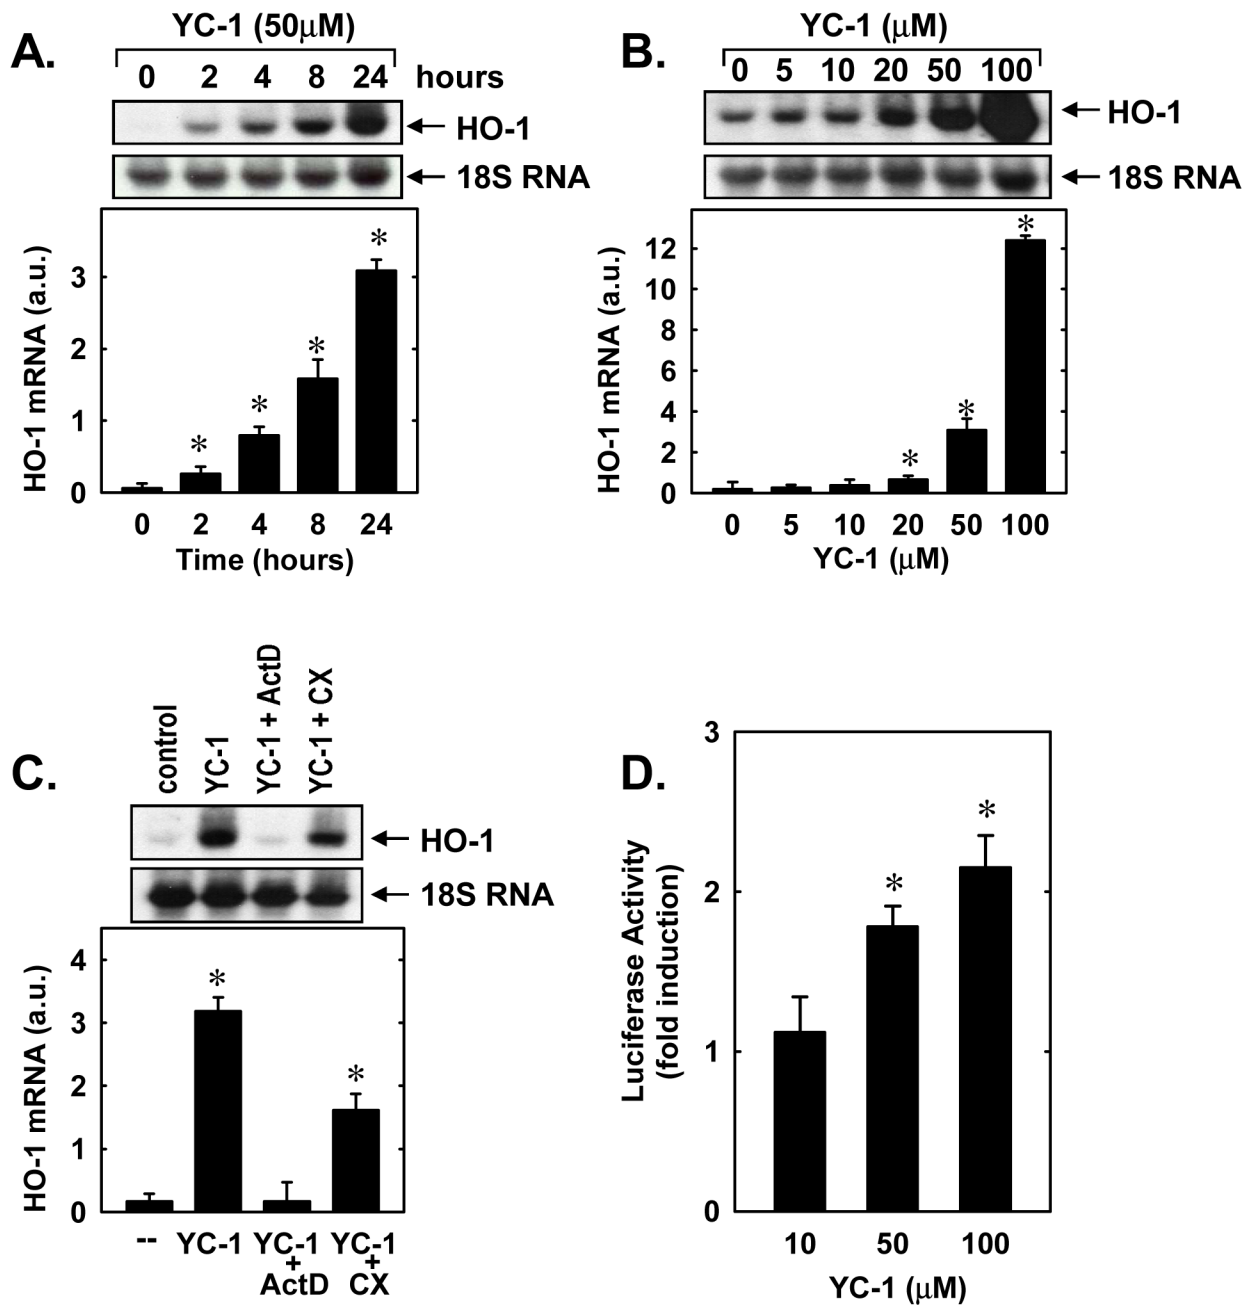 A.
YC-1 (50μM)
0 2 4 8 24 hours
HO-1
18S RNA
HO-1 mRNA (a.u.)
3
2
1
0
* * * *
0 2 4 8 24
Time (hours)
B.
YC-1 (μM)
0 5 10 20 50 100
HO-1
18S RNA
HO-1 mRNA (a.u.)
12
10
8
6
4
2
0
* * *
0 5 10 20 50 100
YC-1 (μM)
C.
control
YC-1
YC-1 + ActD
YC-1 + CX
HO-1
18S RNA
HO-1 mRNA (a.u.)
4
3
2
1
0
* *
-- YC-1 YC-1 YC-1
+ +
ActD CX
D.
Luciferase Activity
(fold induction)
3
2
1
0
* *
10 50 100
YC-1 (μM)